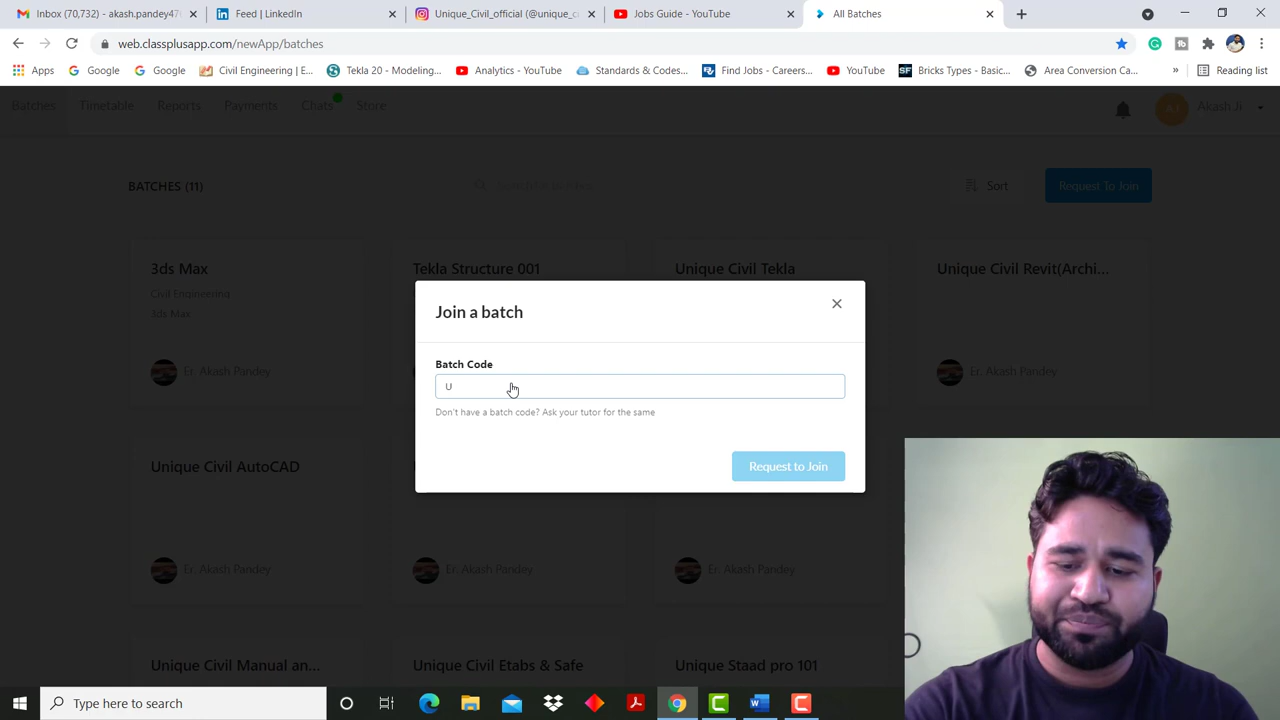 Inbox (70,732) - akash.pandey47
Feed | LinkedIn
Unique_Civil_official (@unique_c
Jobs Guide - YouTube
All Batches
web.classplusapp.com/newApp/batches
Apps
Google
Google
Civil Engineering | E...
Tekla 20 - Modeling...
Analytics - YouTube
Standards & Codes...
Find Jobs - Careers...
YouTube
Bricks Types - Basic...
Area Conversion Ca...
»
Reading list
Batches
Timetable
Reports
Payments
Chats
Store
Akash Ji
BATCHES (11)
Sort
Request To Join
3ds Max
Civil Engineering
3ds Max
Er. Akash Pandey
Tekla Structure 001
Unique Civil Tekla
Unique Civil Revit(Archi...
Er. Akash Pandey
Join a batch
Batch Code
U
Don't have a batch code? Ask your tutor for the same
Request to Join
Unique Civil AutoCAD
Er. Akash Pandey
Er. Akash Pandey
Er. Akash Pandey
Unique Civil Manual an...
Unique Civil Etabs & Safe
Unique Staad pro 101
Type here to search